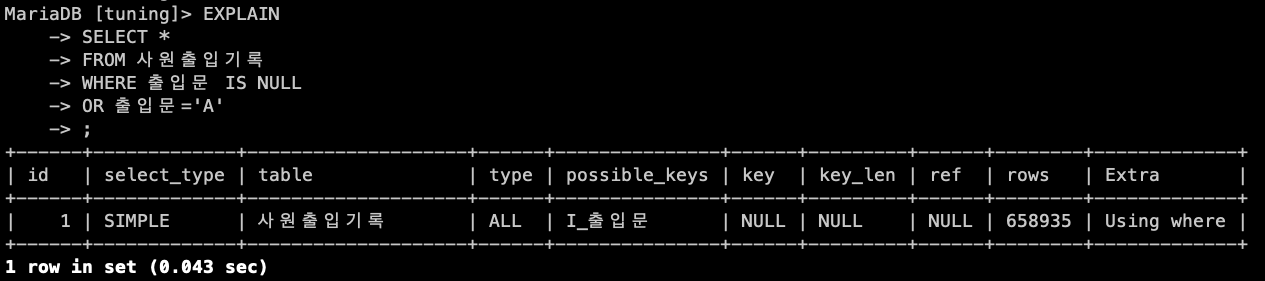 MariaDB [tuning]> EXPLAIN
    -> SELECT *
    -> FROM 사원출입기록
    -> WHERE 출입문 IS NULL
    -> OR 출입문='A'
    -> ;
+------+-------------+--------------------+------+---------------+------+---------+------+--------+-------------+
| id   | select_type | table              | type | possible_keys | key  | key_len | ref  | rows   | Extra       |
+------+-------------+--------------------+------+---------------+------+---------+------+--------+-------------+
|    1 | SIMPLE      | 사원출입기록       | ALL  | I_출입문      | NULL | NULL    | NULL | 658935 | Using where |
+------+-------------+--------------------+------+---------------+------+---------+------+--------+-------------+
1 row in set (0.043 sec)